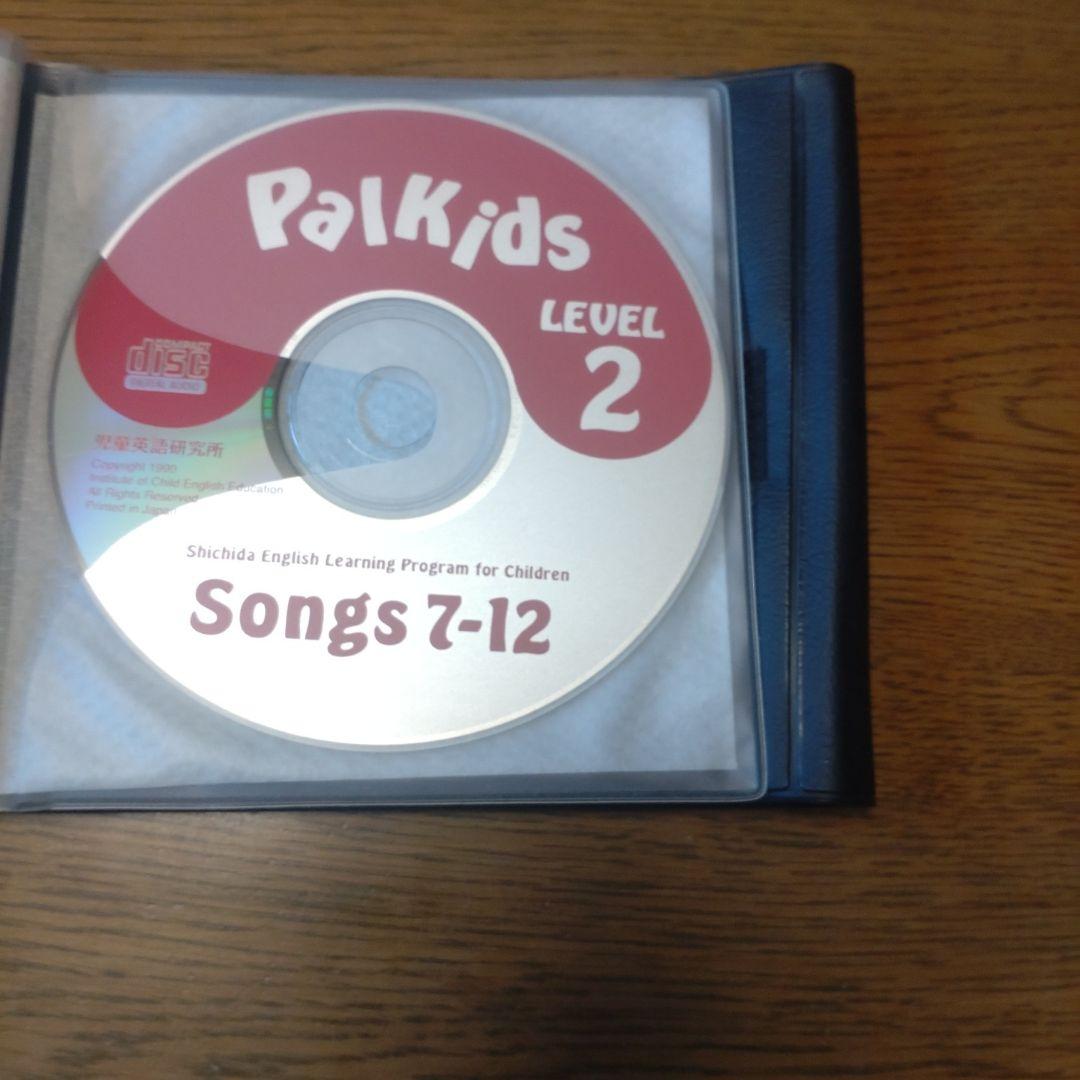 PalKids
LEVEL
2
COMPACT
disc
DIGITAL AUDIO
児童英語研究所
Copyright 1990
Institute of Child English Education
All Rights Reserved
Printed in Japan
Shichida English Learning Program for Children
Songs 7-12